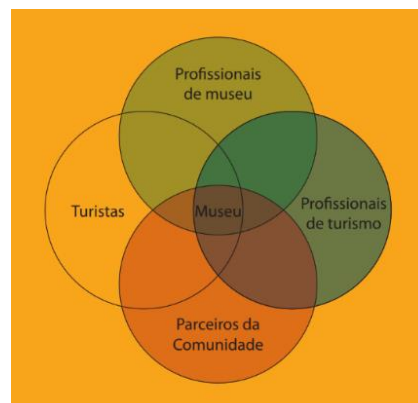 Profissionais
de museu
Turistas
Museu
Profissionais
de turismo
Parceiros da
Comunidade